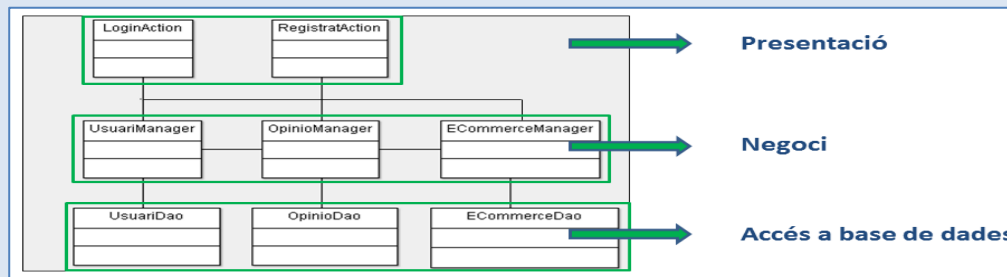 LoginAction
RegistratAction
Presentació
UsuariManager
OpinioManager
ECommerceManager
Negoci
UsuariDao
OpinioDao
ECommerceDao
Accés a base de dades